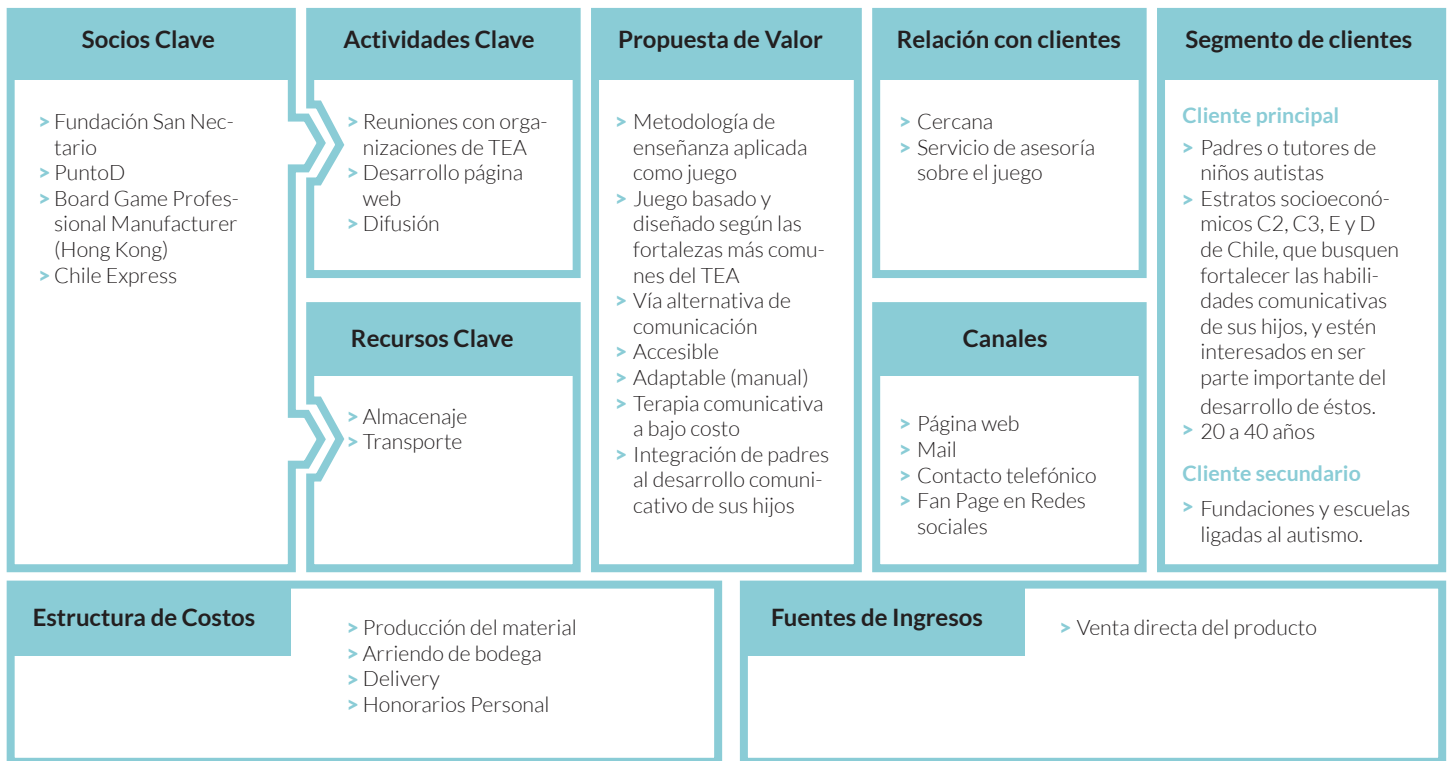 Socios Clave
> Fundación San Nec-
tario
> PuntoD
> Board Game Profes-
sional Manufacturer
(Hong Kong)
> Chile Express
Actividades Clave
> Reuniones con orga-
nizaciones de TEA
> Desarrollo página
web
> Difusión
Recursos Clave
> Almacenaje
> Transporte
Propuesta de Valor
> Metodología de
enseñanza aplicada
como juego
> Juego basado y
diseñado según las
fortalezas más comu-
nes del TEA
> Vía alternativa de
comunicación
> Accesible
> Adaptable (manual)
> Terapia comunicativa
a bajo costo
> Integración de padres
al desarrollo comuni-
cativo de sus hijos
Relación con clientes
> Cercana
> Servicio de asesoría
sobre el juego
Canales
> Página web
> Mail
> Contacto telefónico
> Fan Page en Redes
sociales
Segmento de clientes
Cliente principal
> Padres o tutores de
niños autistas
> Estratos socioeconó-
micos C2, C3, E y D
de Chile, que busquen
fortalecer las habili-
dades comunicativas
de sus hijos, y estén
interesados en ser
parte importante del
desarrollo de éstos.
> 20 a 40 años
Cliente secundario
> Fundaciones y escuelas
ligadas al autismo.
Estructura de Costos
> Producción del material
> Arriendo de bodega
> Delivery
> Honorarios Personal
Fuentes de Ingresos
> Venta directa del producto